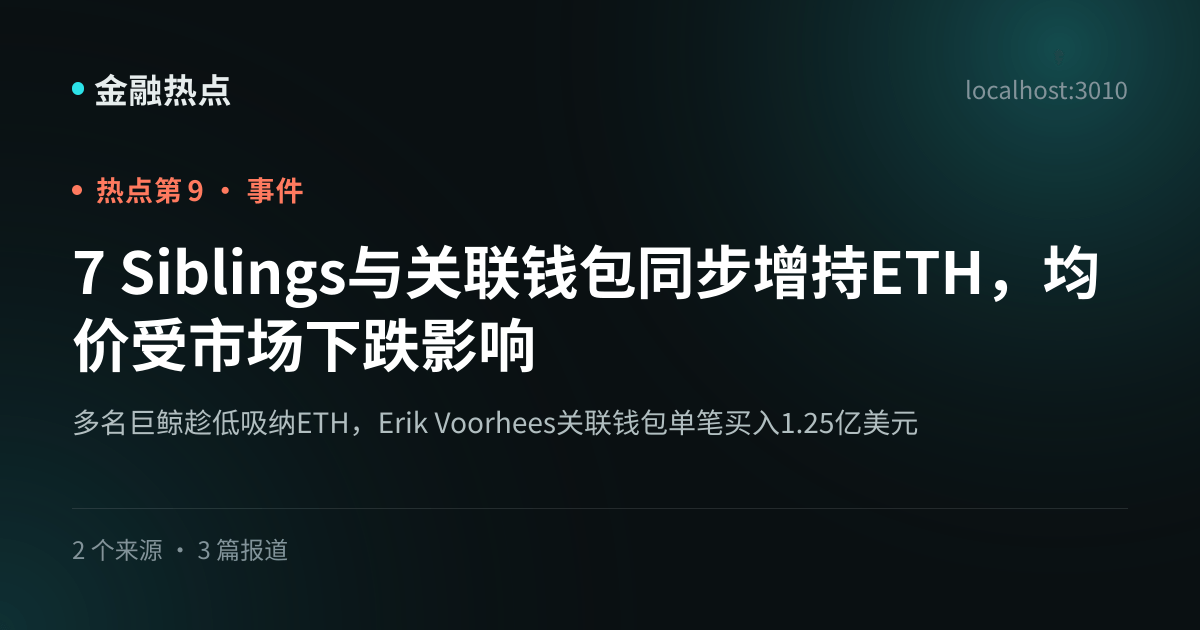 金融热点
localhost:3010
热点第 9 · 事件
7 Siblings与关联钱包同步增持ETH，均
价受市场下跌影响
多名巨鲸趁低吸纳ETH，Erik Voorhees关联钱包单笔买入1.25亿美元
2 个来源 · 3 篇报道